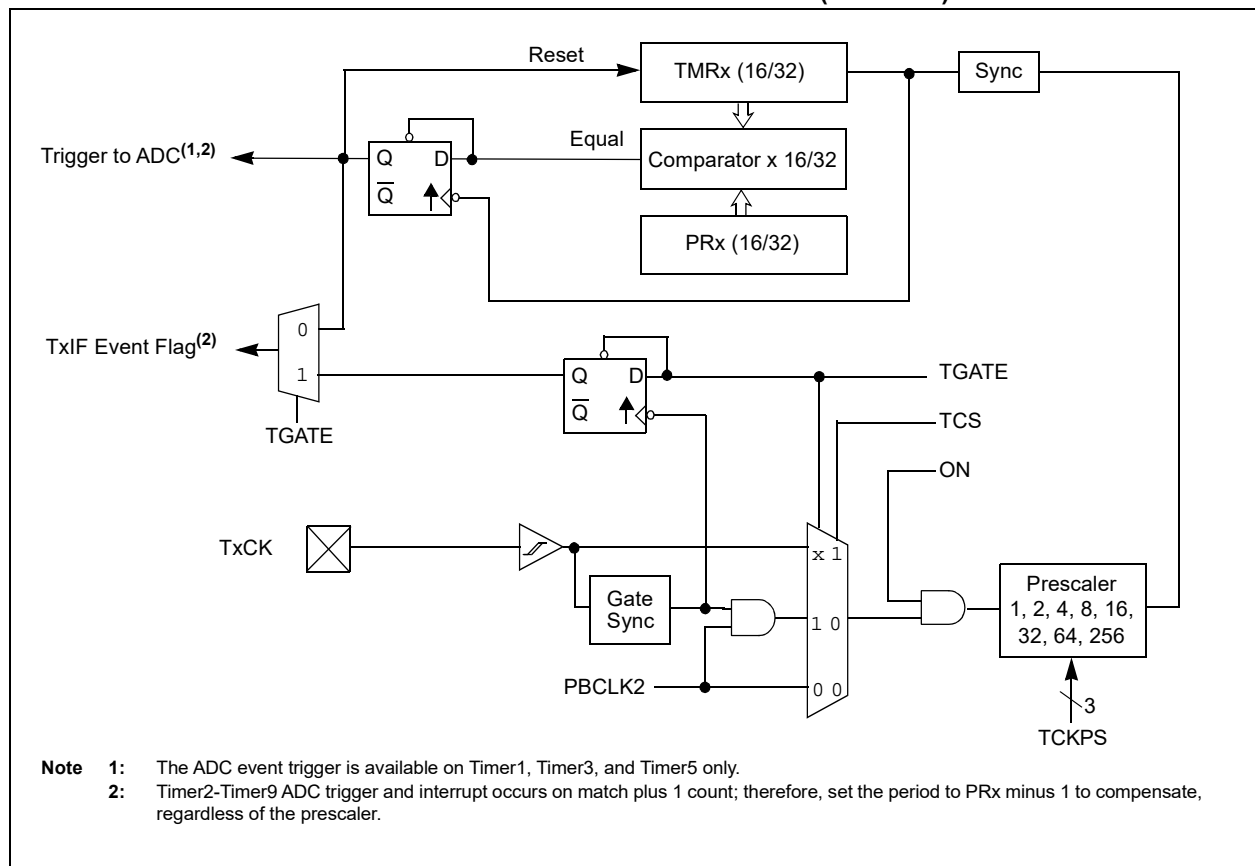 Reset
TMRx (16/32)
Sync
Trigger to ADC(1,2)
Q D
Equal
Comparator x 16/32
Q
PRx (16/32)
0
TxIF Event Flag(2)
1
Q D
TGATE
Q
TCS
TGATE
ON
TxCK
x 1
Gate
Sync
1 0
Prescaler
1, 2, 4, 8, 16,
32, 64, 256
PBCLK2
0 0
3
TCKPS
Note 1: The ADC event trigger is available on Timer1, Timer3, and Timer5 only.
2: Timer2-Timer9 ADC trigger and interrupt occurs on match plus 1 count; therefore, set the period to PRx minus 1 to compensate,
regardless of the prescaler.